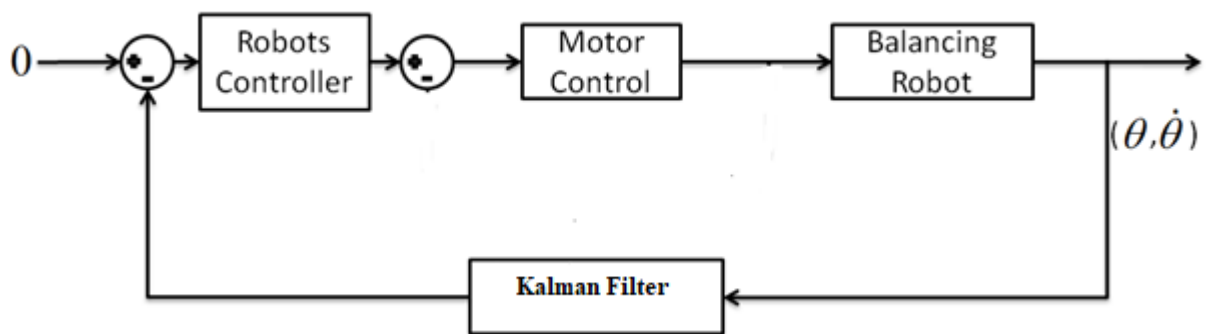 0
+
-
Robots
Controller
+
-
Motor
Control
Balancing
Robot
(θ,θ̇)
Kalman Filter